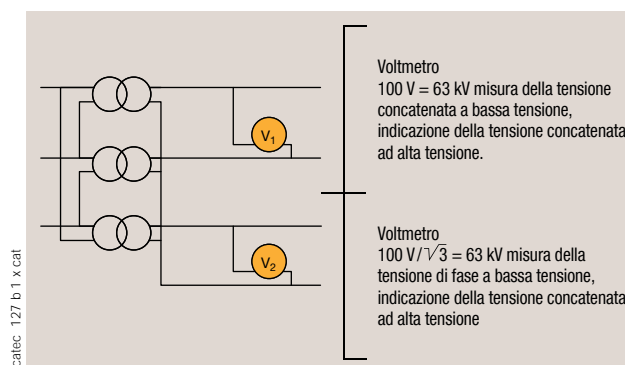 Voltmetro
100 V = 63 kV misura della tensione
concatenata a bassa tensione,
indicazione della tensione concatenata
ad alta tensione.
V1
Voltmetro
100 V/√3 = 63 kV misura della
tensione di fase a bassa tensione,
indicazione della tensione concatenata
ad alta tensione
V2
catec 127 b 1 x cat